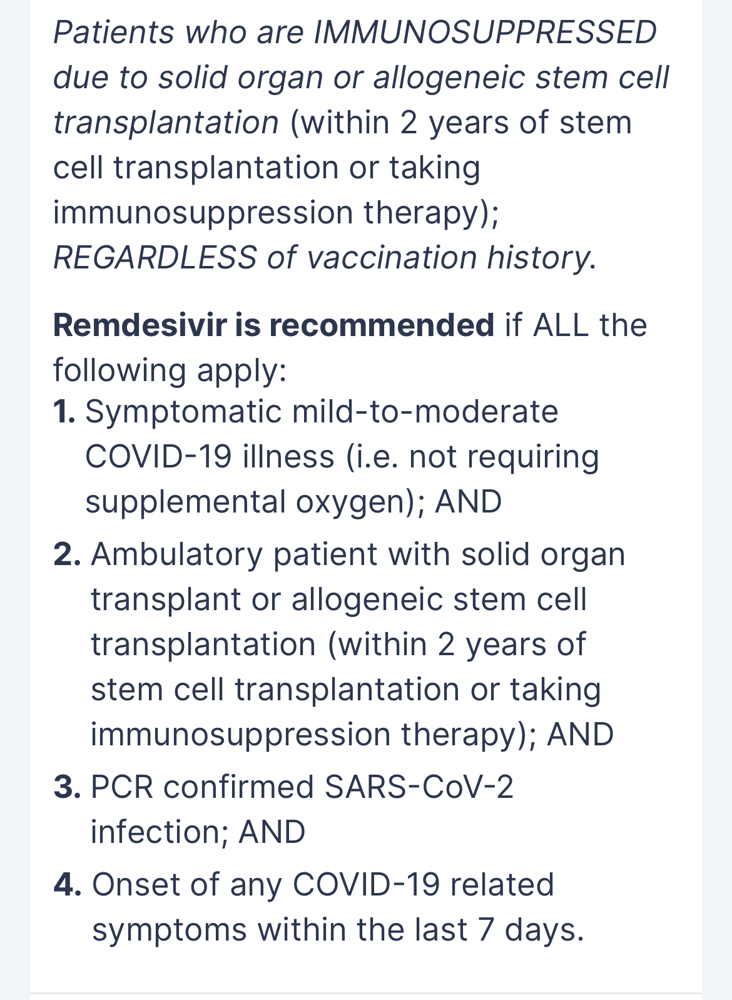 Patients who are IMMUNOSUPPRESSED
due to solid organ or allogeneic stem cell
transplantation (within 2 years of stem
cell transplantation or taking
immunosuppression therapy);
REGARDLESS of vaccination history.
Remdesivir is recommended if ALL the
following apply:
1. Symptomatic mild-to-moderate
COVID-19 illness (i.e. not requiring
supplemental oxygen); AND
2. Ambulatory patient with solid organ
transplant or allogeneic stem cell
transplantation (within 2 years of
stem cell transplantation or taking
immunosuppression therapy); AND
3. PCR confirmed SARS-CoV-2
infection; AND
4. Onset of any COVID-19 related
symptoms within the last 7 days.